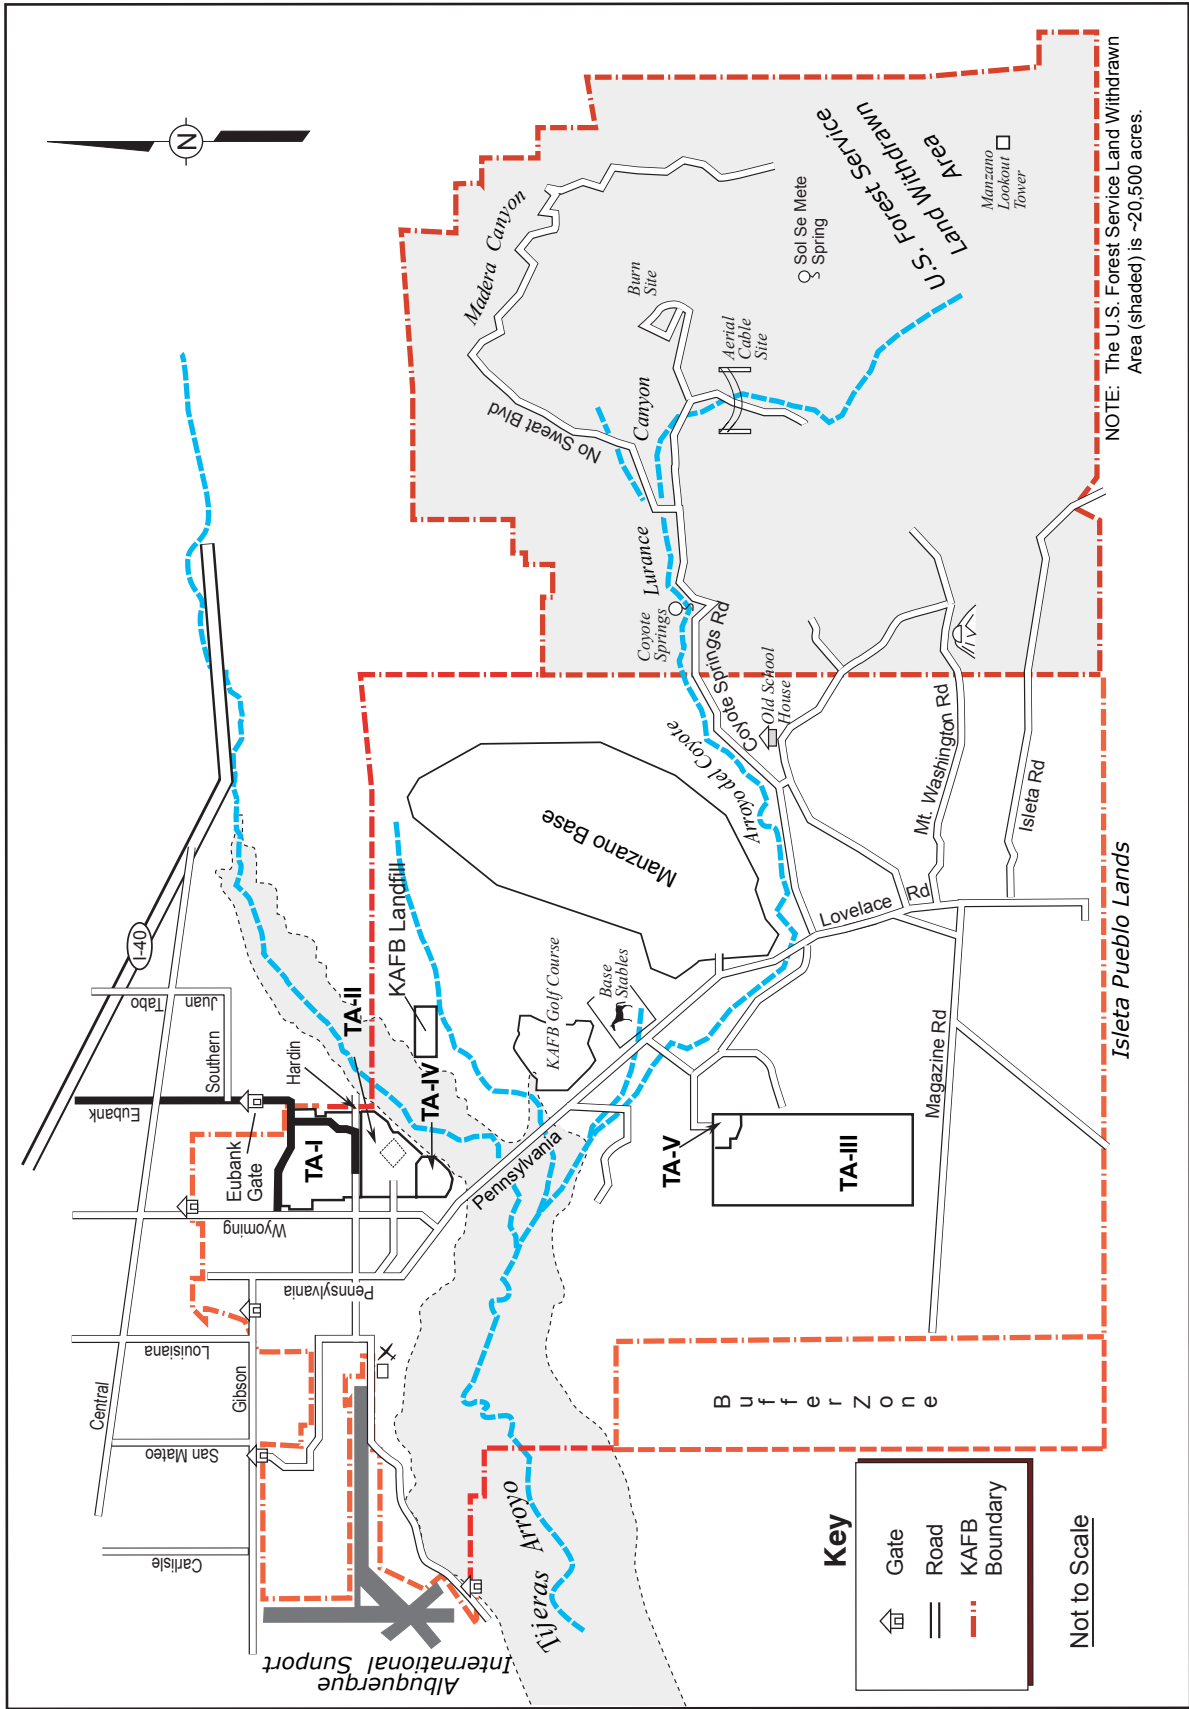 N
I-40
Juan
Tabo
Southern
Eubank
Hardin
TA-II
KAFB Landfill
Eubank
Gate
TA-I
TA-IV
Wyoming
Pennsylvania
Pennsylvania
Louisiana
Gibson
Central
San Mateo
Carlisle
Albuquerque
International Sunport
Tijeras Arroyo
KAFB Golf Course
Base
Stables
Manzano Base
Arroyo del Coyote
Coyote Springs Rd
Coyote
Springs
Old School
House
Lurance
Canyon
No Sweat Blvd
Madera Canyon
Burn
Site
Aerial
Cable
Site
Sol Se Mete
Spring
U.S. Forest Service
Land Withdrawn
Area
Manzano
Lookout
Tower
NOTE: The U.S. Forest Service Land Withdrawn
Area (shaded) is ~20,500 acres.
Lovelace Rd
Mt. Washington Rd
Isleta Rd
Magazine Rd
Isleta Pueblo Lands
TA-V
TA-III
Buffer Zone
Key
Gate
Road
KAFB
Boundary
Not to Scale